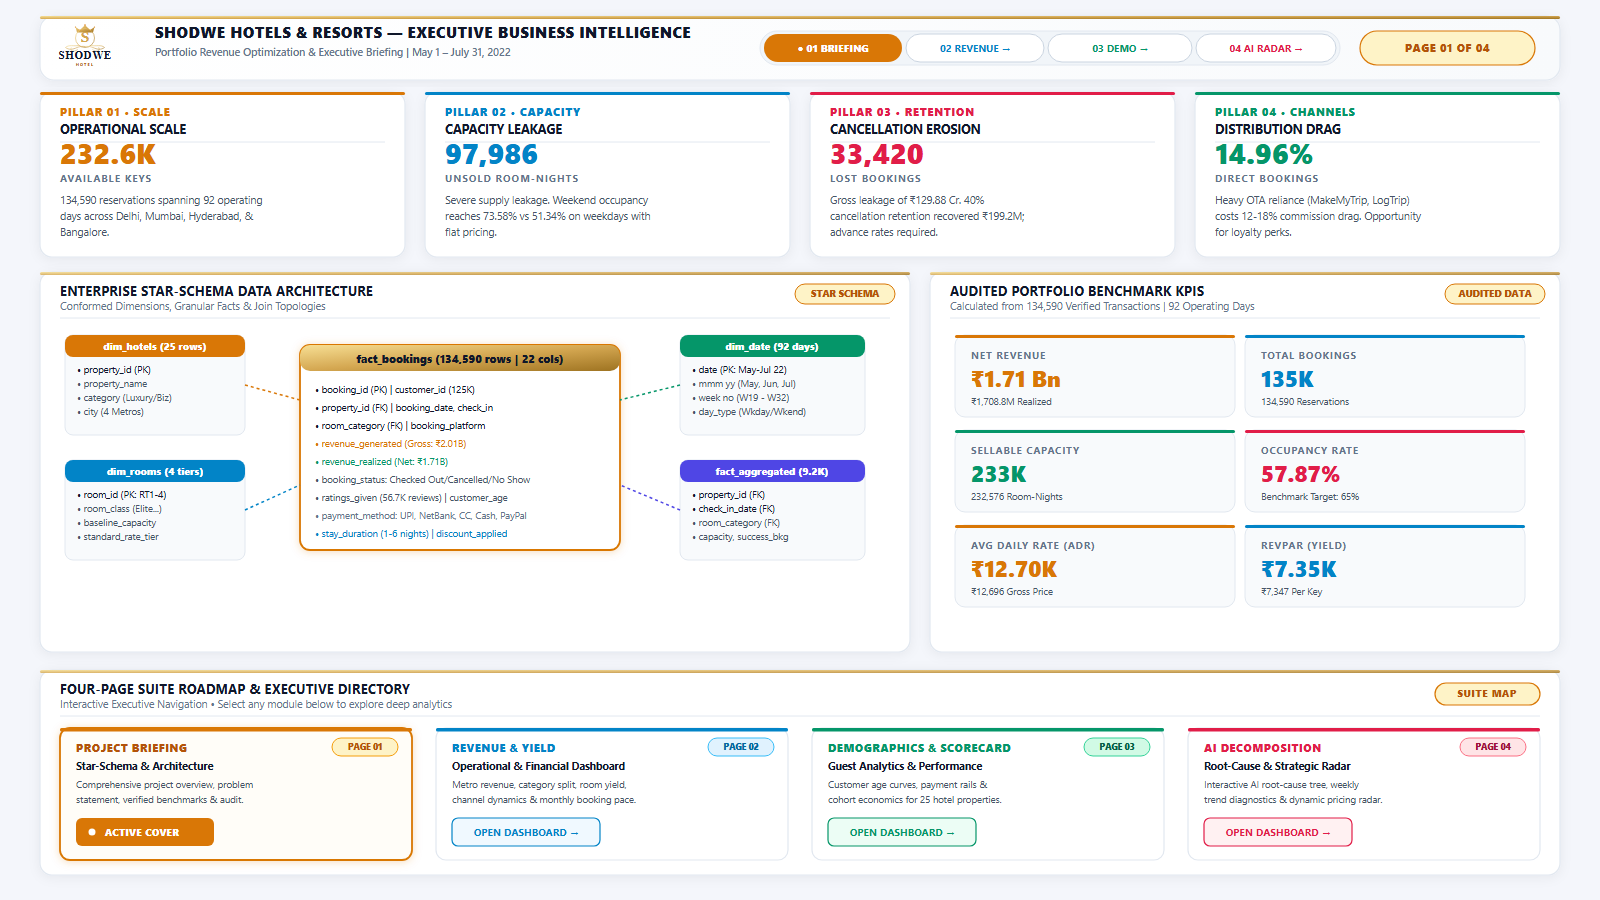 SHODWE
HOTEL
SHODWE HOTELS & RESORTS — EXECUTIVE BUSINESS INTELLIGENCE
Portfolio Revenue Optimization & Executive Briefing | May 1 – July 31, 2022
● 01 BRIEFING
02 REVENUE →
03 DEMO →
04 AI RADAR →
PAGE 01 OF 04
PILLAR 01 • SCALE
OPERATIONAL SCALE
232.6K
AVAILABLE KEYS
134,590 reservations spanning 92 operating
days across Delhi, Mumbai, Hyderabad, &
Bangalore.
PILLAR 02 • CAPACITY
CAPACITY LEAKAGE
97,986
UNSOLD ROOM-NIGHTS
Severe supply leakage. Weekend occupancy
reaches 73.58% vs 51.34% on weekdays with
flat pricing.
PILLAR 03 • RETENTION
CANCELLATION EROSION
33,420
LOST BOOKINGS
Gross leakage of ₹129.88 Cr. 40%
cancellation retention recovered ₹199.2M;
advance rates required.
PILLAR 04 • CHANNELS
DISTRIBUTION DRAG
14.96%
DIRECT BOOKINGS
Heavy OTA reliance (MakeMyTrip, LogTrip)
costs 12-18% commission drag. Opportunity
for loyalty perks.
ENTERPRISE STAR-SCHEMA DATA ARCHITECTURE
Conformed Dimensions, Granular Facts & Join Topologies
STAR SCHEMA
dim_hotels (25 rows)
• property_id (PK)
• property_name
• category (Luxury/Biz)
• city (4 Metros)
dim_rooms (4 tiers)
• room_id (PK: RT1-4)
• room_class (Elite...)
• baseline_capacity
• standard_rate_tier
fact_bookings (134,590 rows | 22 cols)
• booking_id (PK) | customer_id (125K)
• property_id (FK) | booking_date, check_in
• room_category (FK) | booking_platform
• revenue_generated (Gross: ₹2.01B)
• revenue_realized (Net: ₹1.71B)
• booking_status: Checked Out/Cancelled/No Show
• ratings_given (56.7K reviews) | customer_age
• payment_method: UPI, NetBank, CC, Cash, PayPal
• stay_duration (1-6 nights) | discount_applied
dim_date (92 days)
• date (PK: May-Jul 22)
• mmm yy (May, Jun, Jul)
• week no (W19 - W32)
• day_type (Wkday/Wkend)
fact_aggregated (9.2K)
• property_id (FK)
• check_in_date (FK)
• room_category (FK)
• capacity, success_bkg
AUDITED PORTFOLIO BENCHMARK KPIS
Calculated from 134,590 Verified Transactions | 92 Operating Days
AUDITED DATA
NET REVENUE
₹1.71 Bn
₹1,708.8M Realized
TOTAL BOOKINGS
135K
134,590 Reservations
SELLABLE CAPACITY
233K
232,576 Room-Nights
OCCUPANCY RATE
57.87%
Benchmark Target: 65%
AVG DAILY RATE (ADR)
₹12.70K
₹12,696 Gross Price
REVPAR (YIELD)
₹7.35K
₹7,347 Per Key
FOUR-PAGE SUITE ROADMAP & EXECUTIVE DIRECTORY
Interactive Executive Navigation • Select any module below to explore deep analytics
SUITE MAP
PROJECT BRIEFING
PAGE 01
Star-Schema & Architecture
Comprehensive project overview, problem
statement, verified benchmarks & audit.
● ACTIVE COVER
REVENUE & YIELD
PAGE 02
Operational & Financial Dashboard
Metro revenue, category split, room yield,
channel dynamics & monthly booking pace.
OPEN DASHBOARD →
DEMOGRAPHICS & SCORECARD
PAGE 03
Guest Analytics & Performance
Customer age curves, payment rails &
cohort economics for 25 hotel properties.
OPEN DASHBOARD →
AI DECOMPOSITION
PAGE 04
Root-Cause & Strategic Radar
Interactive AI root-cause tree, weekly
trend diagnostics & dynamic pricing radar.
OPEN DASHBOARD →